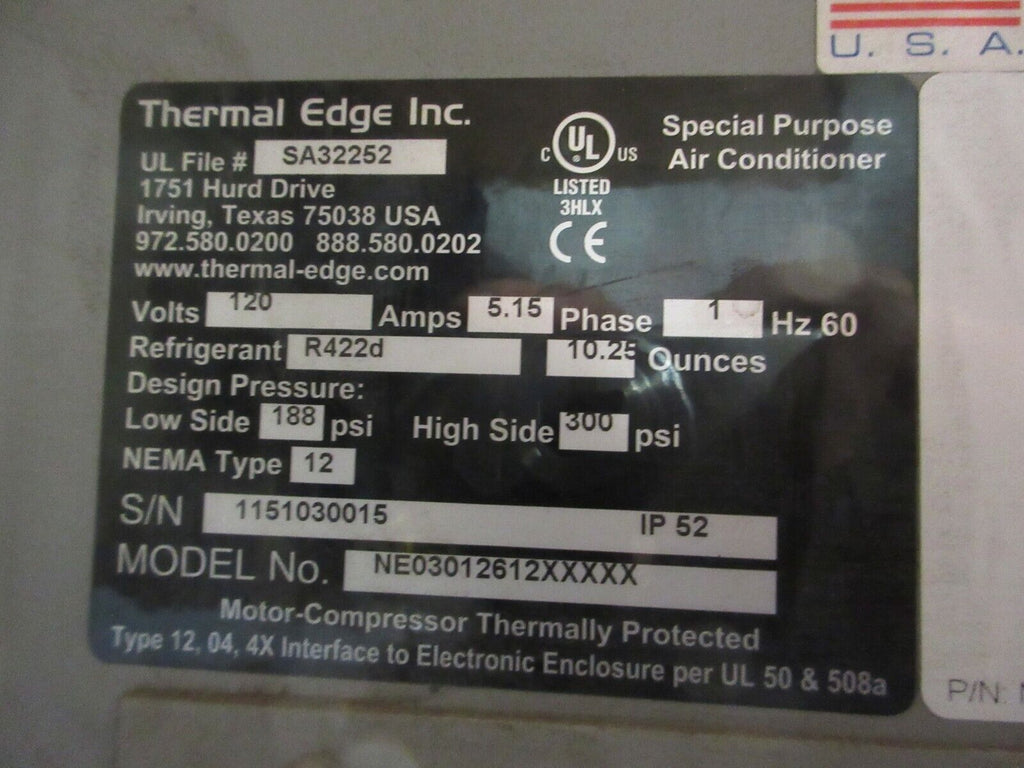 U. S. A.
Thermal Edge Inc.
UL File # SA32252
1751 Hurd Drive
Irving, Texas 75038 USA
972.580.0200 888.580.0202
www.thermal-edge.com
C UL US
LISTED
3HLX
CE
Special Purpose
Air Conditioner
Volts 120 Amps 5.15 Phase 1 Hz 60
Refrigerant R422d 10.25 Ounces
Design Pressure:
Low Side 188 psi High Side 300 psi
NEMA Type 12
S/N 1151030015 IP 52
MODEL No. NE03012612XXXXX
Motor-Compressor Thermally Protected
Type 12, 04, 4X Interface to Electronic Enclosure per UL 50 & 508a
P/N: